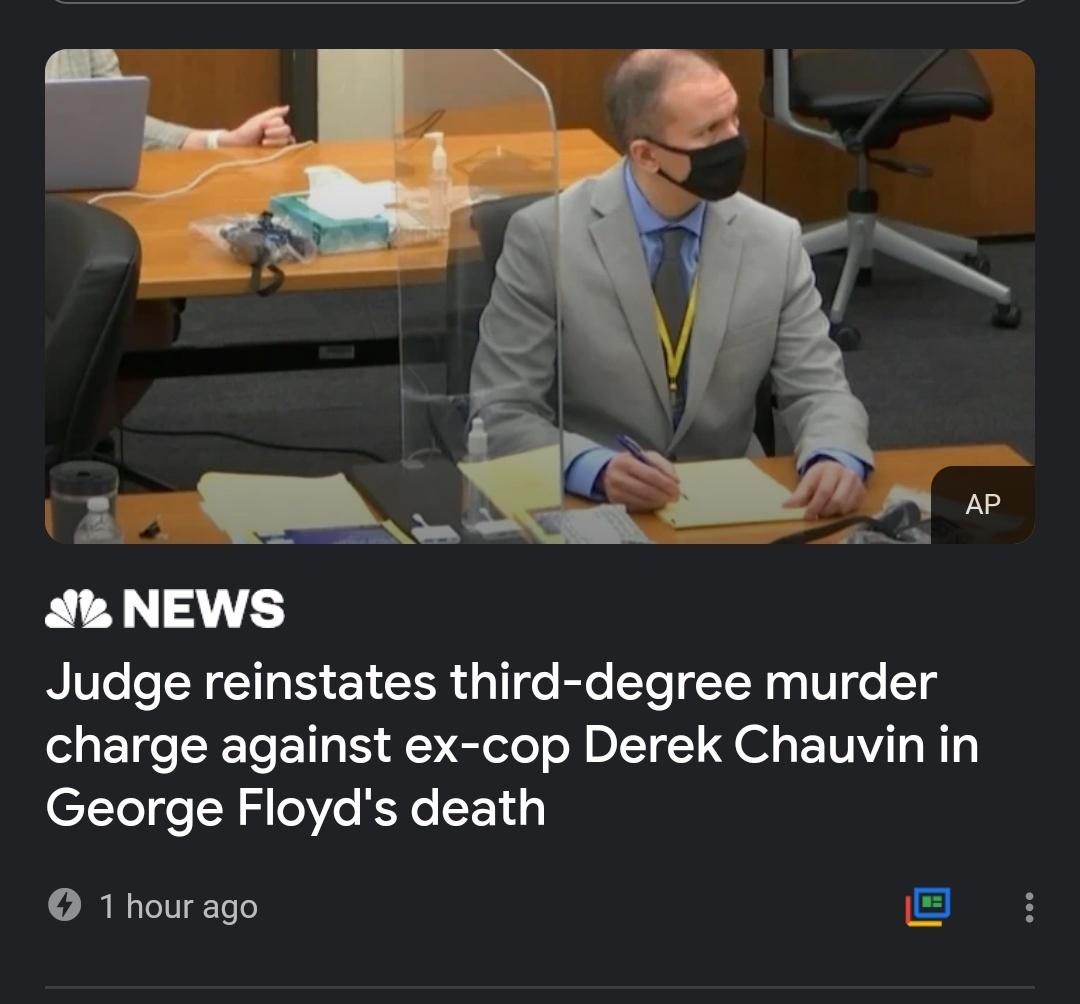 AP
NEWS
Judge reinstates third-degree murder
charge against ex-cop Derek Chauvin in
George Floyd's death
1 hour ago